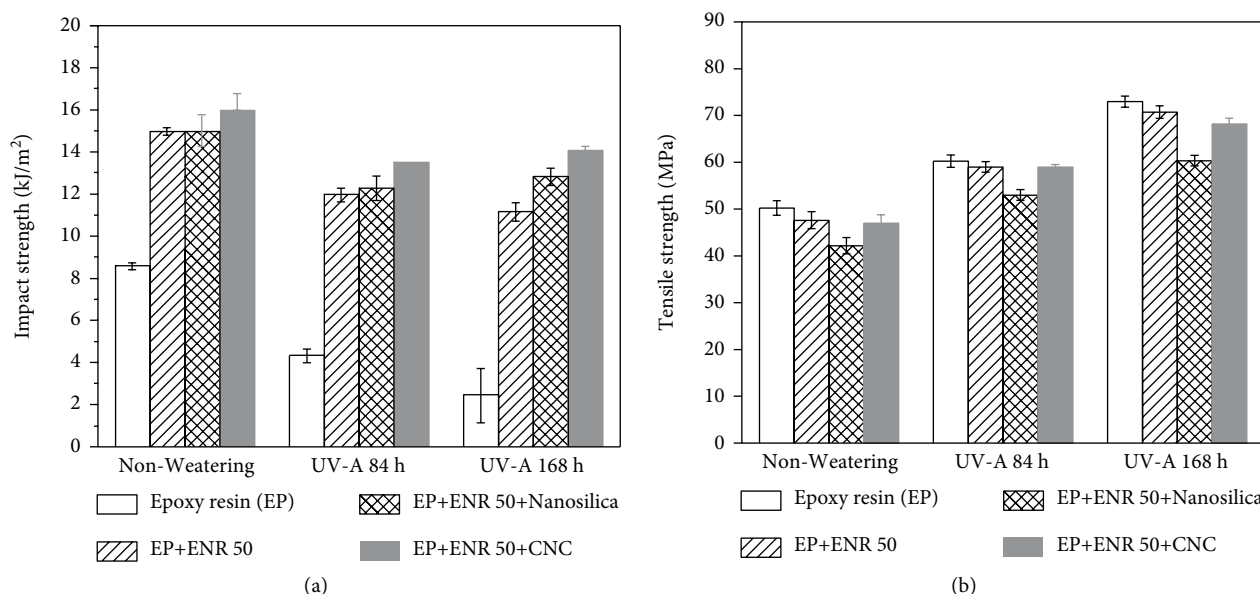 Impact strength (kJ/m²)
20
18
16
14
12
10
8
6
4
2
0
Non-Weatering UV-A 84 h UV-A 168 h
Epoxy resin (EP) EP+ENR 50+Nanosilica
EP+ENR 50 EP+ENR 50+CNC
(a)
Tensile strength (MPa)
90
80
70
60
50
40
30
20
10
0
Non-Weatering UV-A 84 h UV-A 168 h
Epoxy resin (EP) EP+ENR 50+Nanosilica
EP+ENR 50 EP+ENR 50+CNC
(b)